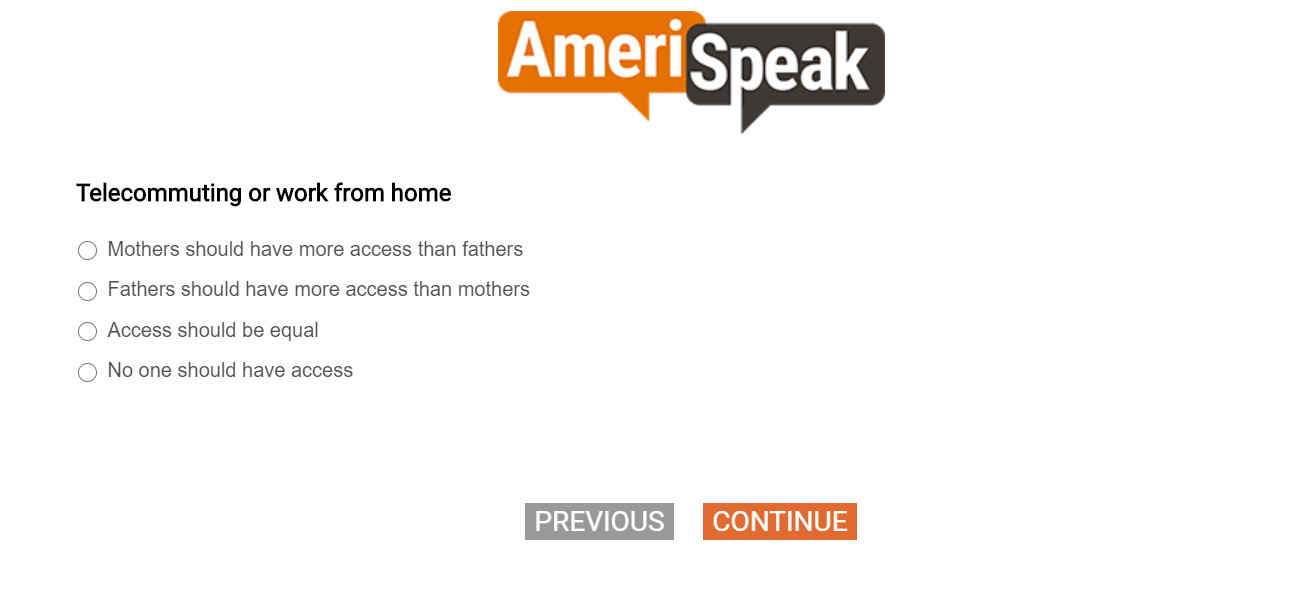 AmeriSpeak
Telecommuting or work from home
Mothers should have more access than fathers
Fathers should have more access than mothers
Access should be equal
No one should have access
PREVIOUS CONTINUE